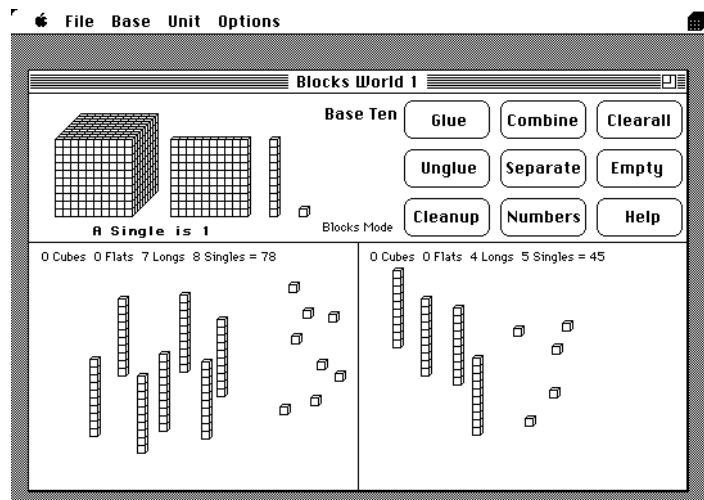 File Base Unit Options
Blocks World 1
Base Ten
Glue Combine Clearall
Unglue Separate Empty
Cleanup Numbers Help
A Single is 1
Blocks Mode
0 Cubes 0 Flats 7 Longs 8 Singles = 78
0 Cubes 0 Flats 4 Longs 5 Singles = 45